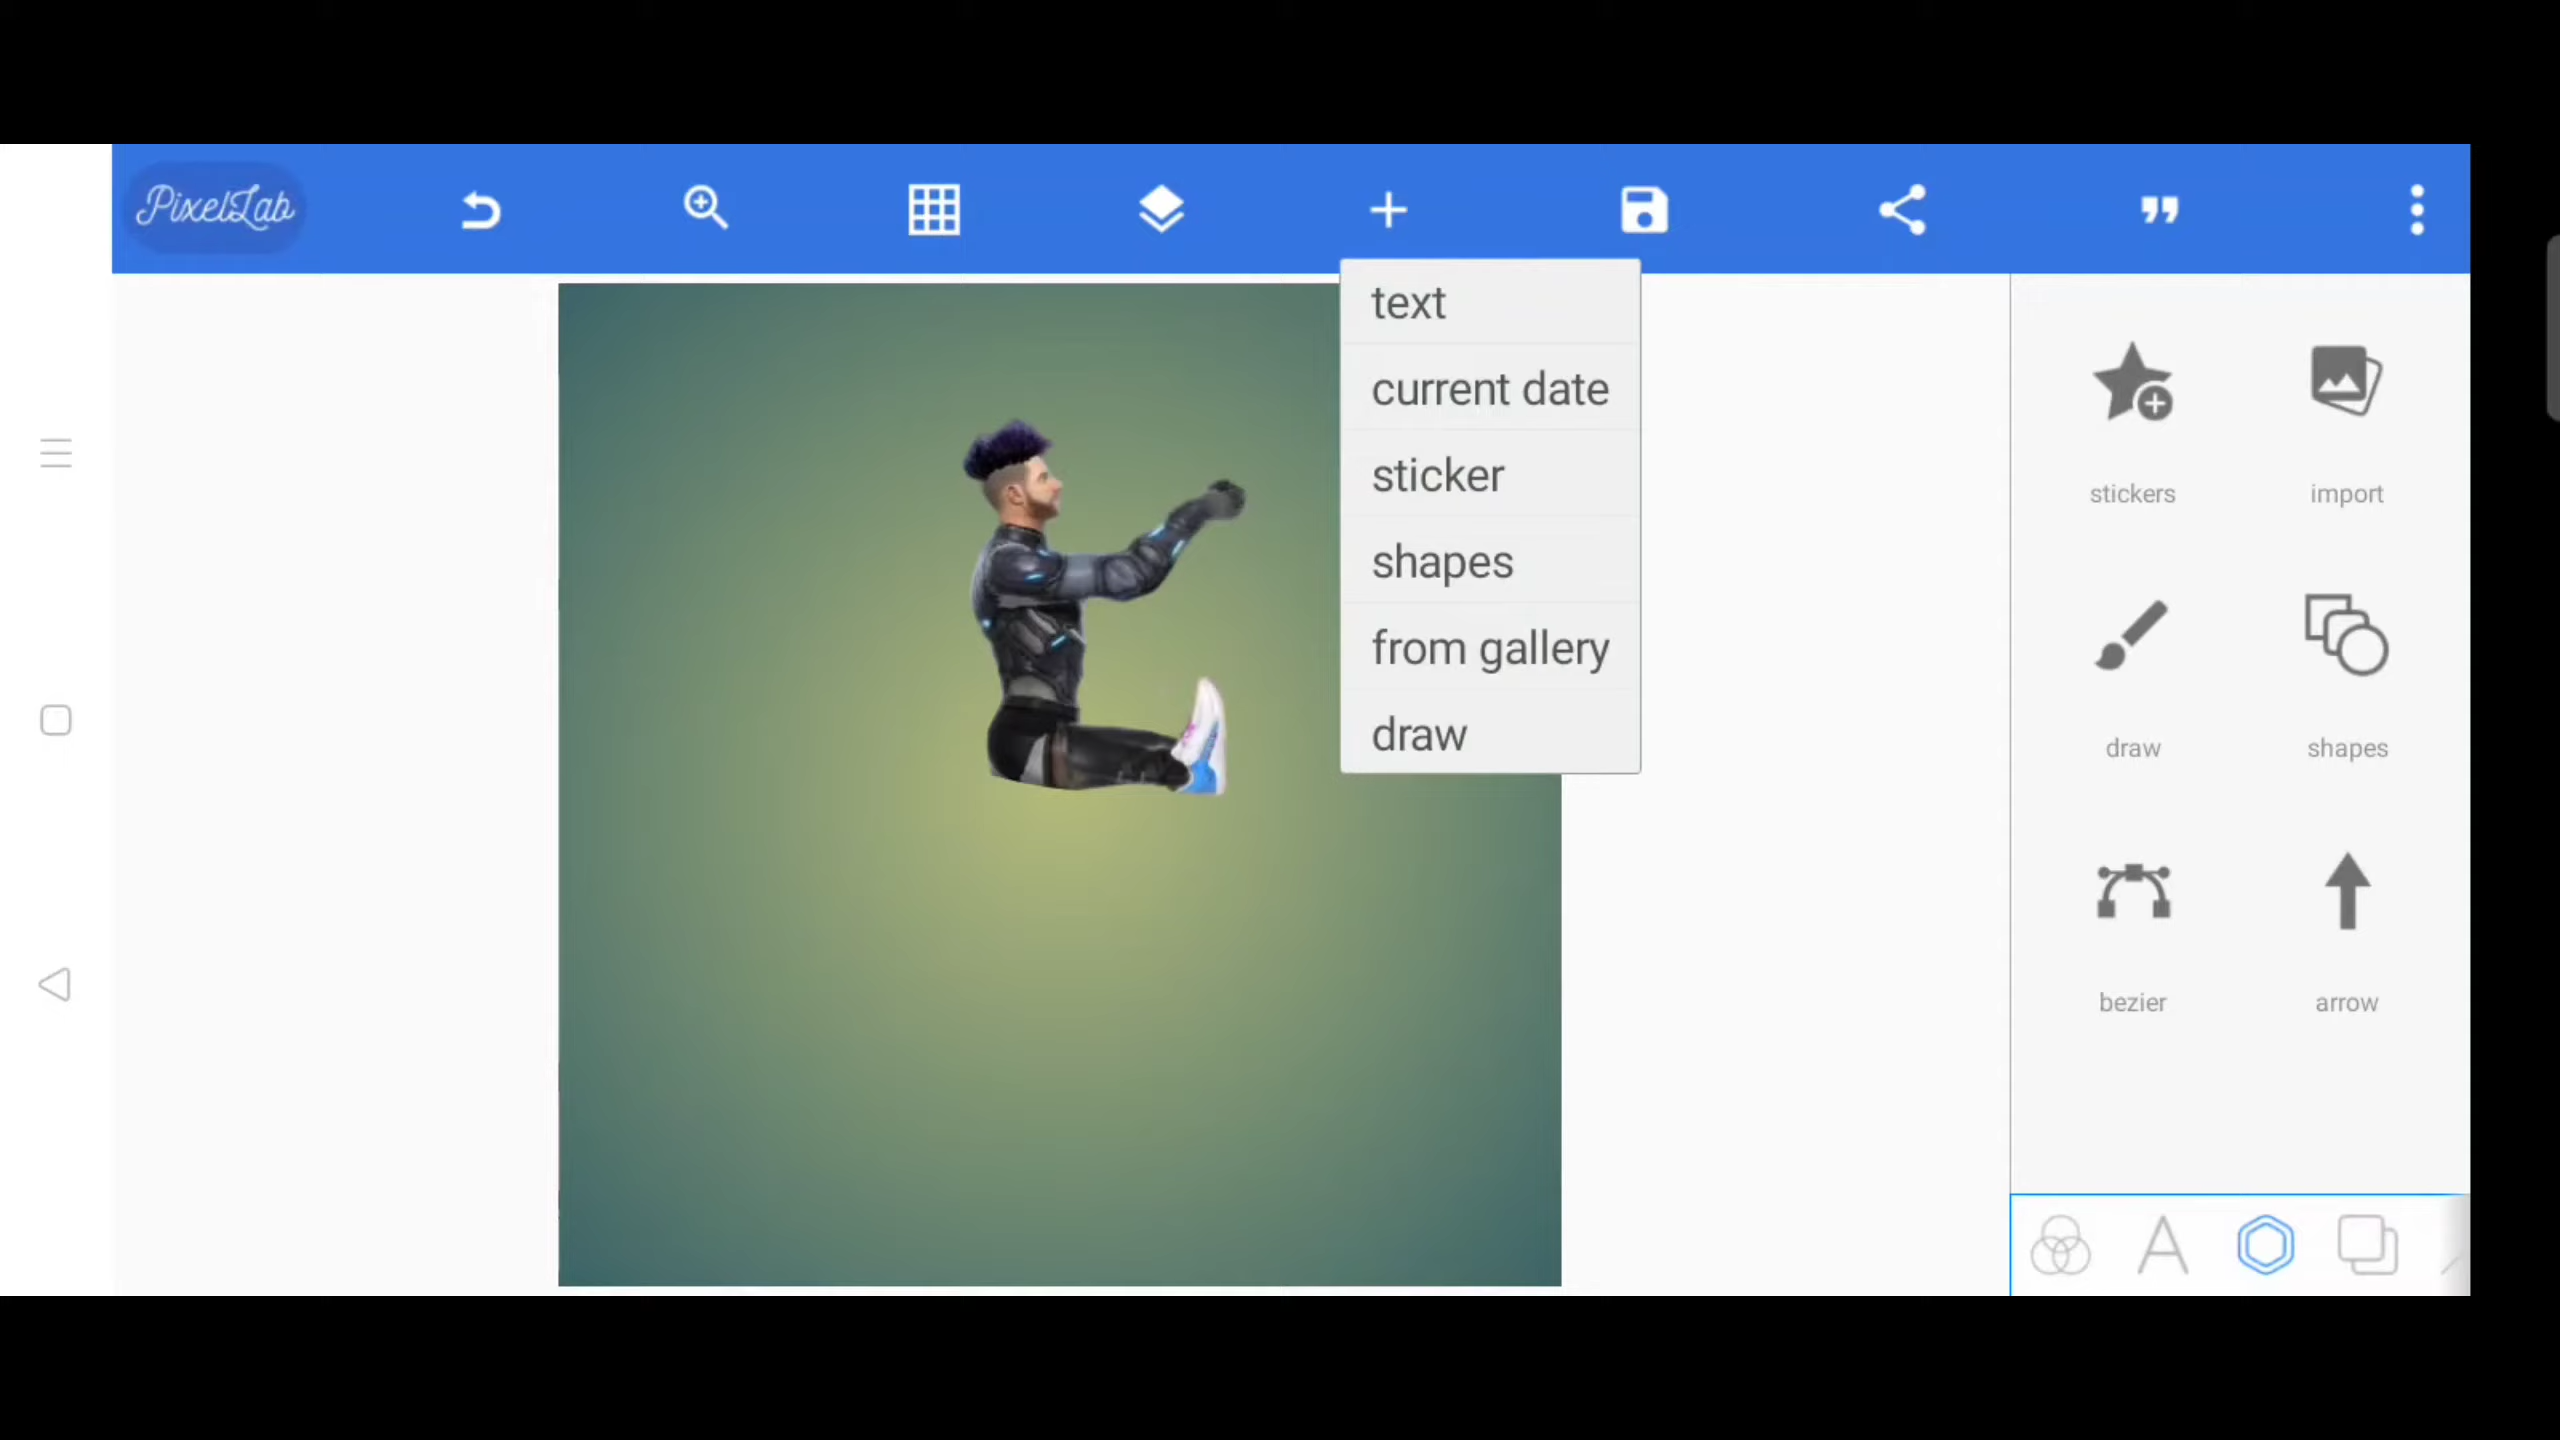 PixelLab
text
current date
sticker
shapes
from gallery
draw
stickers
import
draw
shapes
bezier
arrow